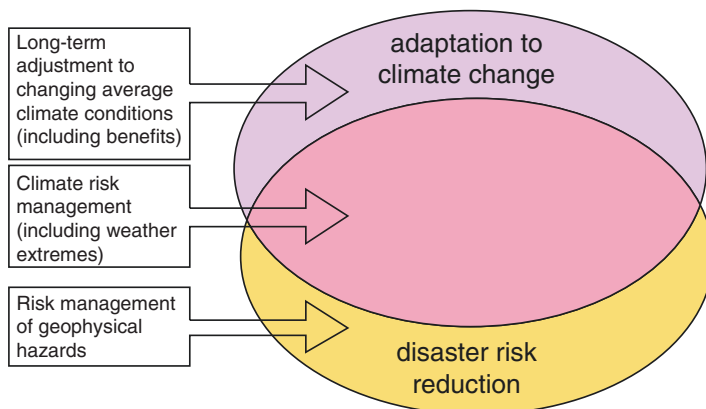 Long-term
adjustment to
changing average
climate conditions
(including benefits)
adaptation to
climate change
Climate risk
management
(including weather
extremes)
Risk management
of geophysical
hazards
disaster risk
reduction